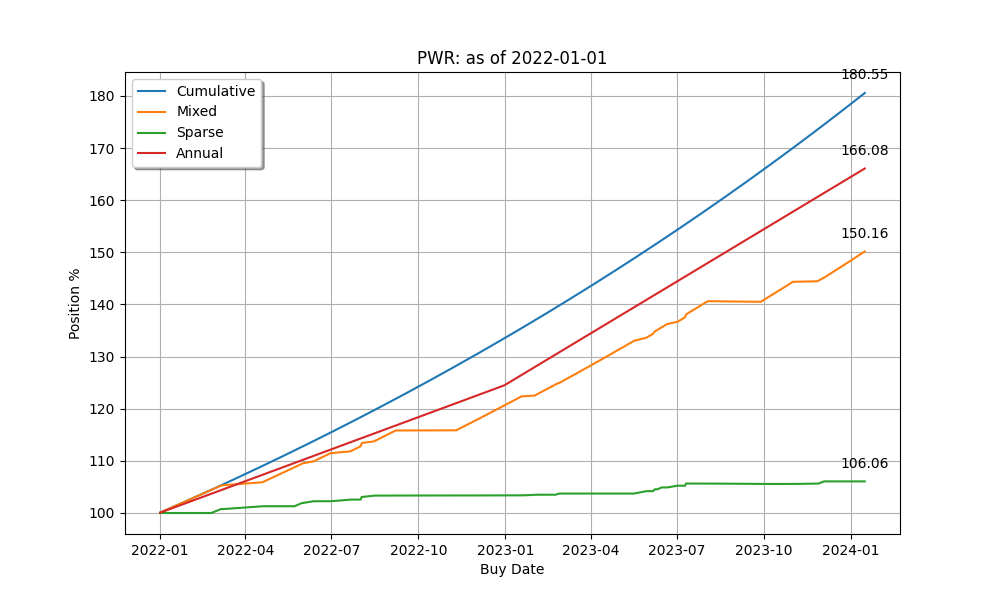 PWR: as of 2022-01-01
180.55
Cumulative
Mixed
Sparse
Annual
166.08
150.16
106.06
180
170
160
150
140
130
120
110
100
Position %
2022-01 2022-04 2022-07 2022-10 2023-01 2023-04 2023-07 2023-10 2024-01
Buy Date